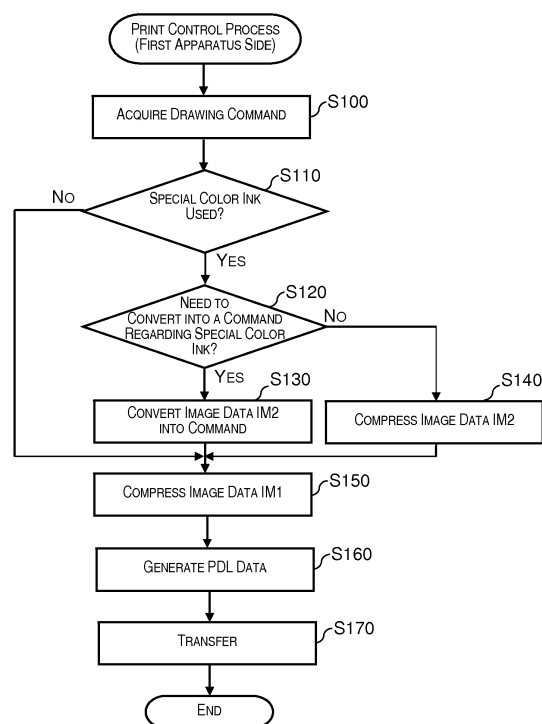 PRINT CONTROL PROCESS
(FIRST APPARATUS SIDE)
S100
ACQUIRE DRAWING COMMAND
S110
NO
SPECIAL COLOR INK
USED?
YES
S120
NEED TO
CONVERT INTO A COMMAND
REGARDING SPECIAL COLOR
INK?
NO
YES
S130
CONVERT IMAGE DATA IM2
INTO COMMAND
S140
COMPRESS IMAGE DATA IM2
S150
COMPRESS IMAGE DATA IM1
S160
GENERATE PDL DATA
S170
TRANSFER
END